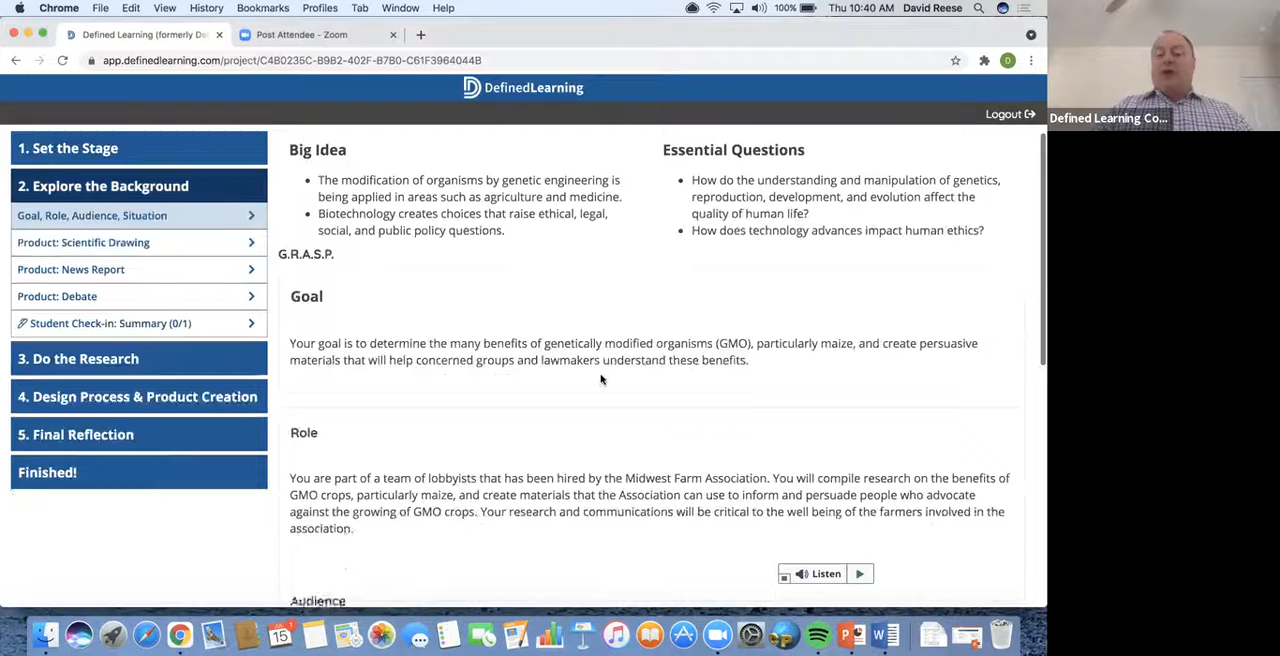 Chrome File Edit View History Bookmarks Profiles Tab Window Help 100% Thu 10:40 AM David Reese
Defined Learning (formerly De Post Attendee - Zoom
app.definedlearning.com/project/C4B0235C-B9B2-402F-B7B0-C61F3964044B D
DefinedLearning
Logout
Defined Learning Co...
1. Set the Stage
2. Explore the Background
Goal, Role, Audience, Situation
Product: Scientific Drawing
Product: News Report
Product: Debate
Student Check-in: Summary (0/1)
3. Do the Research
4. Design Process & Product Creation
5. Final Reflection
Finished!
Big Idea
The modification of organisms by genetic engineering is
being applied in areas such as agriculture and medicine.
Biotechnology creates choices that raise ethical, legal,
social, and public policy questions.
Essential Questions
How do the understanding and manipulation of genetics,
reproduction, development, and evolution affect the
quality of human life?
How does technology advances impact human ethics?
G.R.A.S.P.
Goal
Your goal is to determine the many benefits of genetically modified organisms (GMO), particularly maize, and create persuasive
materials that will help concerned groups and lawmakers understand these benefits.
Role
You are part of a team of lobbyists that has been hired by the Midwest Farm Association. You will compile research on the benefits of
GMO crops, particularly maize, and create materials that the Association can use to inform and persuade people who advocate
against the growing of GMO crops. Your research and communications will be critical to the well being of the farmers involved in the
association.
Listen
Audience
15